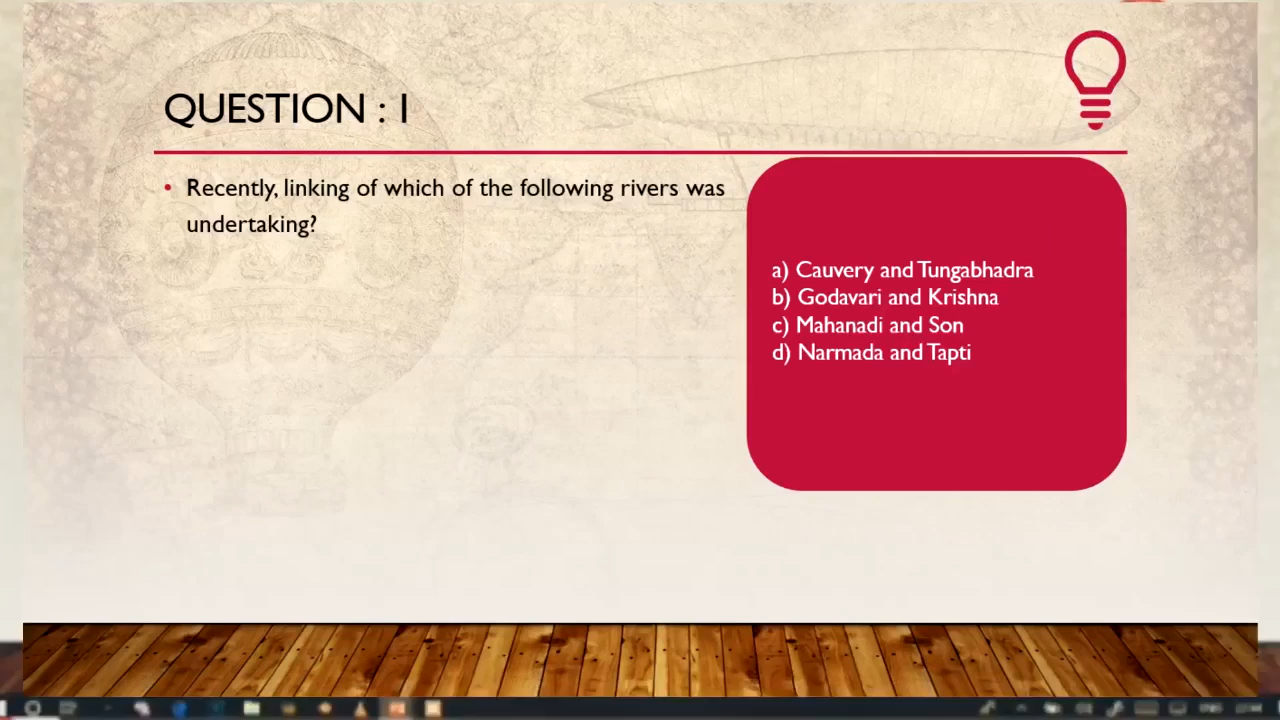 QUESTION : 1
Recently, linking of which of the following rivers was
undertaking?
a) Cauvery and Tungabhadra
b) Godavari and Krishna
c) Mahanadi and Son
d) Narmada and Tapti